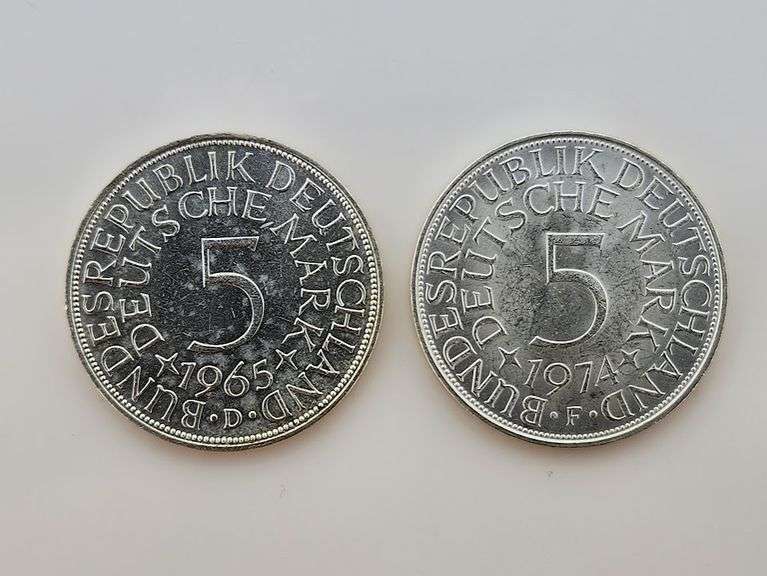 BUNDESREPUBLIK DEUTSCHLAND
DEUTSCHE MARK
5
1965
· D ·
BUNDESREPUBLIK DEUTSCHLAND
DEUTSCHE MARK
5
1974
· F ·